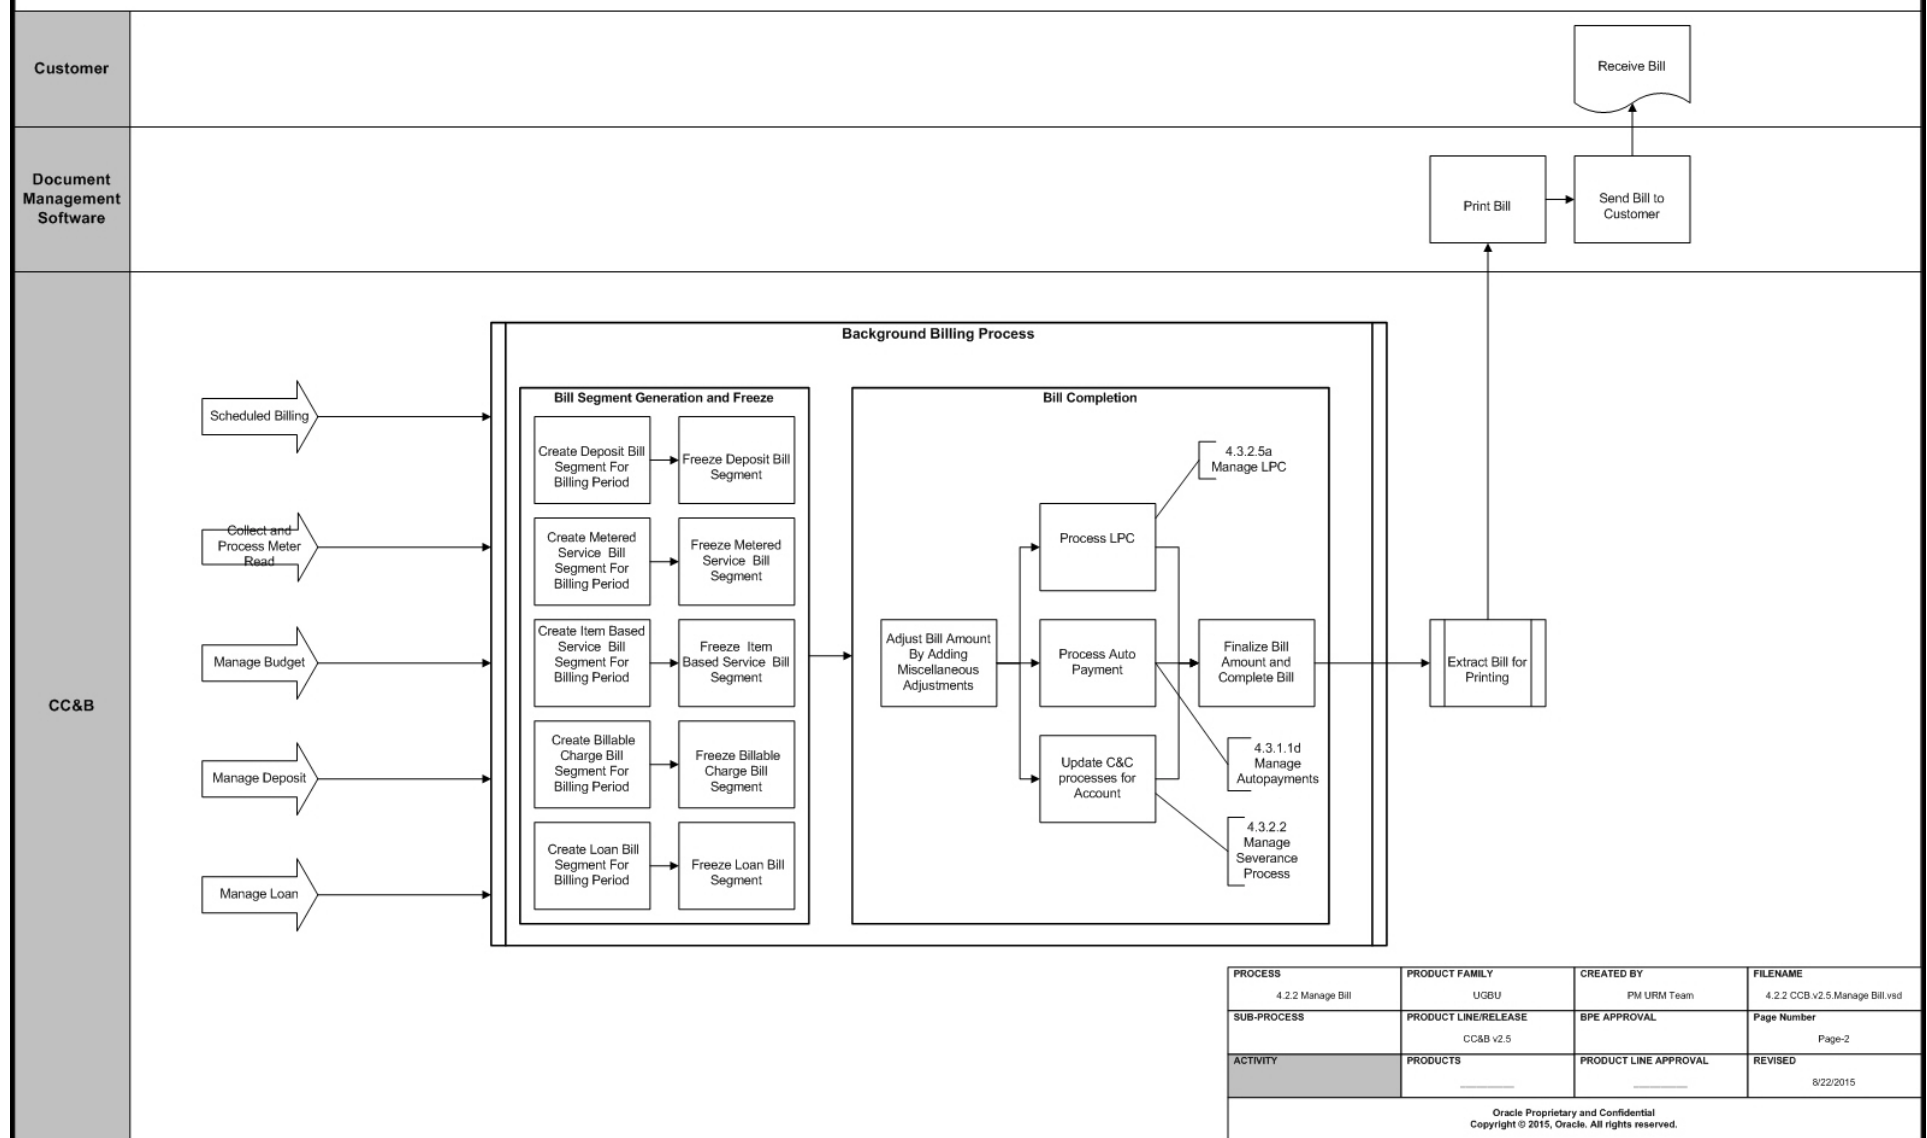 Customer
Receive Bill
Document
Management
Software
Print Bill
Send Bill to
Customer
CC&B
Background Billing Process
Scheduled Billing
Collect and
Process Meter
Read
Manage Budget
Manage Deposit
Manage Loan
Bill Segment Generation and Freeze
Create Deposit Bill
Segment For
Billing Period
Freeze Deposit Bill
Segment
Create Metered
Service Bill
Segment For
Billing Period
Freeze Metered
Service Bill
Segment
Create Item Based
Service Bill
Segment For
Billing Period
Freeze Item
Based Service Bill
Segment
Create Billable
Charge Bill
Segment For
Billing Period
Freeze Billable
Charge Bill
Segment
Create Loan Bill
Segment For
Billing Period
Freeze Loan Bill
Segment
Bill Completion
4.3.2.5a
Manage LPC
Process LPC
Adjust Bill Amount
By Adding
Miscellaneous
Adjustments
Process Auto
Payment
Finalize Bill
Amount and
Complete Bill
Update C&C
processes for
Account
4.3.1.1d
Manage
Autopayments
4.3.2.2
Manage
Severance
Process
Extract Bill for
Printing
PROCESS
4.2.2 Manage Bill
PRODUCT FAMILY
UGBU
CREATED BY
PM URM Team
FILENAME
4.2.2 CCB.v2.5.Manage Bill.vsd
SUB-PROCESS
PRODUCT LINE/RELEASE
CC&B v2.5
BPE APPROVAL
Page Number
Page-2
ACTIVITY
PRODUCTS
PRODUCT LINE APPROVAL
REVISED
8/22/2015
Oracle Proprietary and Confidential
Copyright © 2015, Oracle. All rights reserved.